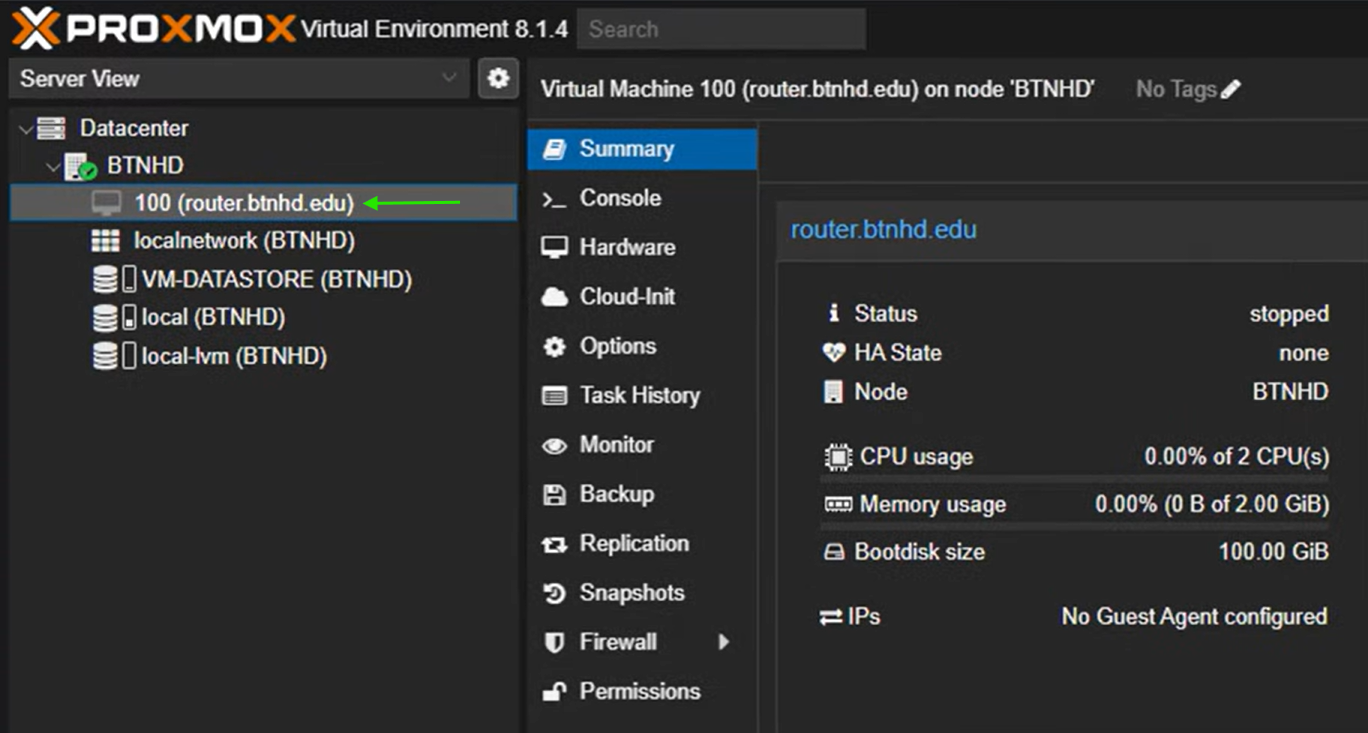 PROXMOX Virtual Environment 8.1.4 Search
Server View
Virtual Machine 100 (router.btnhd.edu) on node 'BTNHD' No Tags
Datacenter
BTNHD
100 (router.btnhd.edu)
localnetwork (BTNHD)
VM-DATASTORE (BTNHD)
local (BTNHD)
local-lvm (BTNHD)
Summary
Console
Hardware
Cloud-Init
Options
Task History
Monitor
Backup
Replication
Snapshots
Firewall
Permissions
router.btnhd.edu
Status stopped
HA State none
Node BTNHD
CPU usage 0.00% of 2 CPU(s)
Memory usage 0.00% (0 B of 2.00 GiB)
Bootdisk size 100.00 GiB
IPs No Guest Agent configured